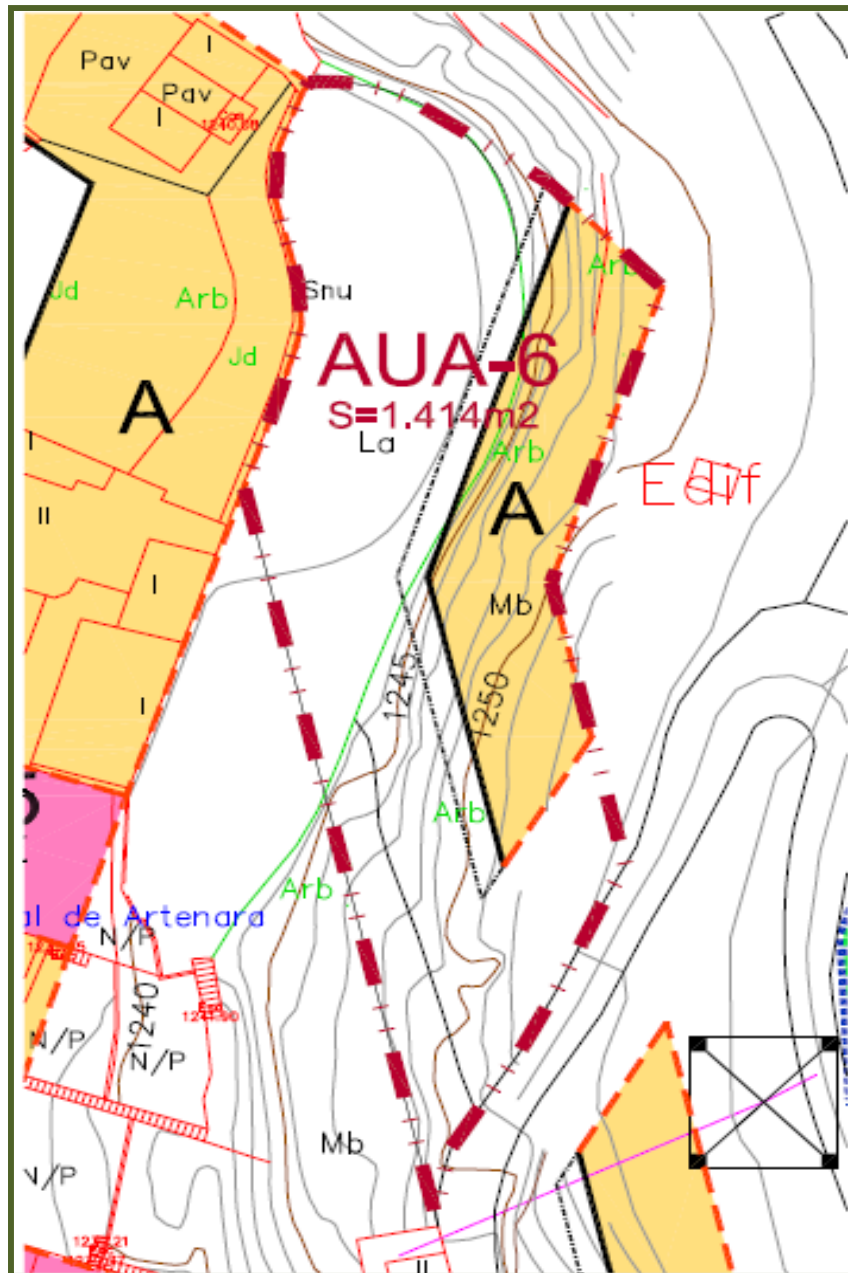 I
Pav
Pav
I
Arb
Jd
Snu
Arb
Jd
AUA-6
S=1.414m2
A
La
Arb
I
A
II
Edif
I
Mb
1245
1250
I
5
Arb
Arb
al de Artenara
N/P
1240
N/P
N/P
Mb
N/P
II